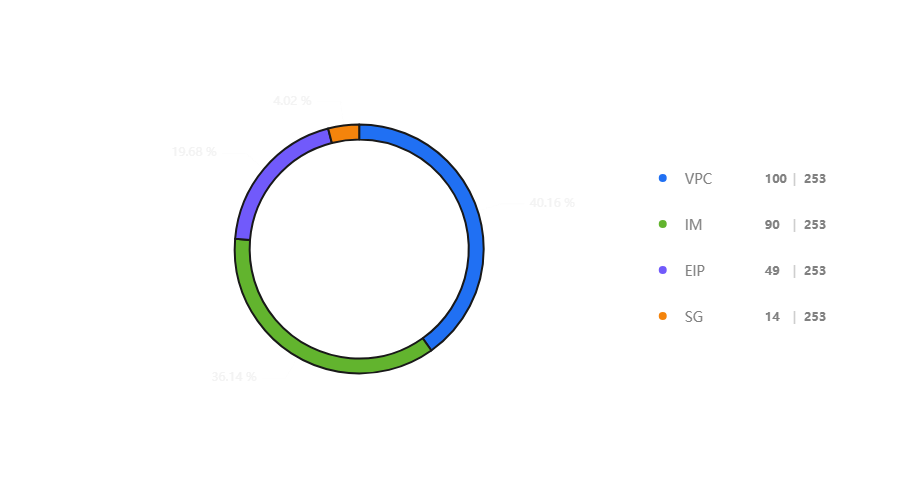 4.02 %
19.68 %
40.16 %
36.14 %
VPC 100 | 253
IM 90 | 253
EIP 49 | 253
SG 14 | 253